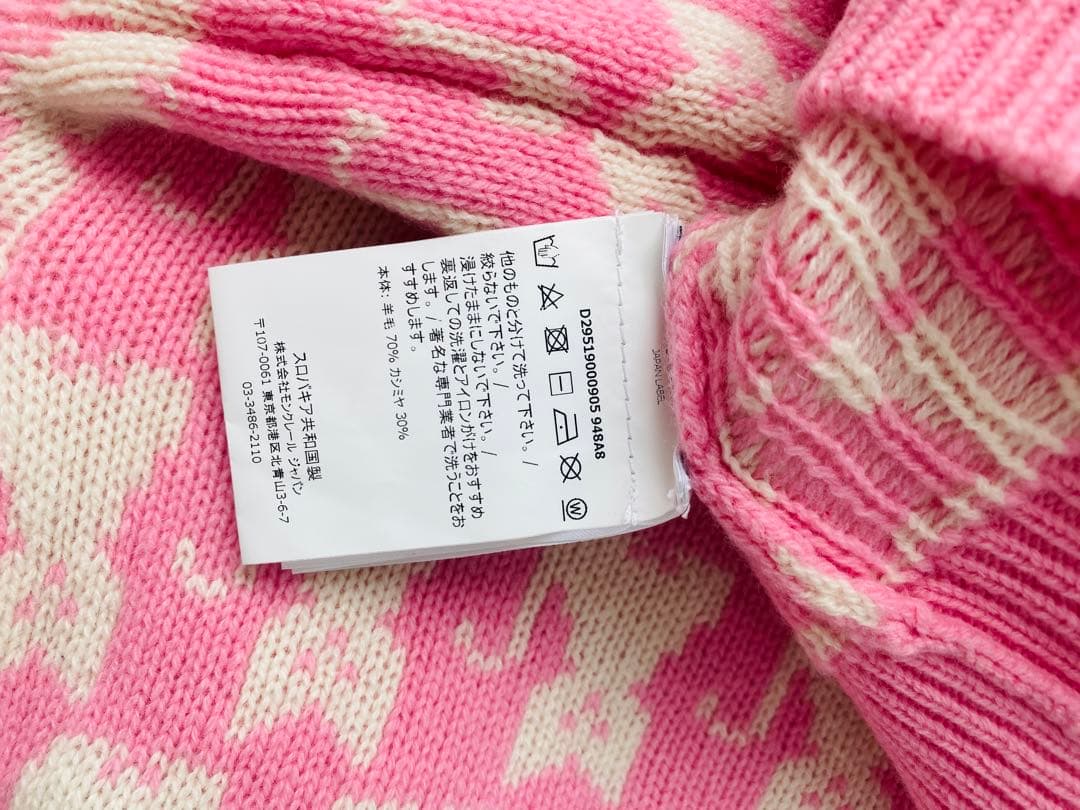 JAPAN LABEL
D29519000905 948A8
W
他のものと分けて洗って下さい。/
絞らないで下さい。/
浸けたままにしないで下さい。/
裏返しての洗濯とアイロンがけをおすすめ
します。/ 著名な専門業者で洗うことをお
すすめします。
本体: 羊毛 70% カシミヤ 30%
スロバキア共和国製
株式会社モンクレール ジャパン
〒107-0061 東京都港区北青山3-6-7
03-3486-2110